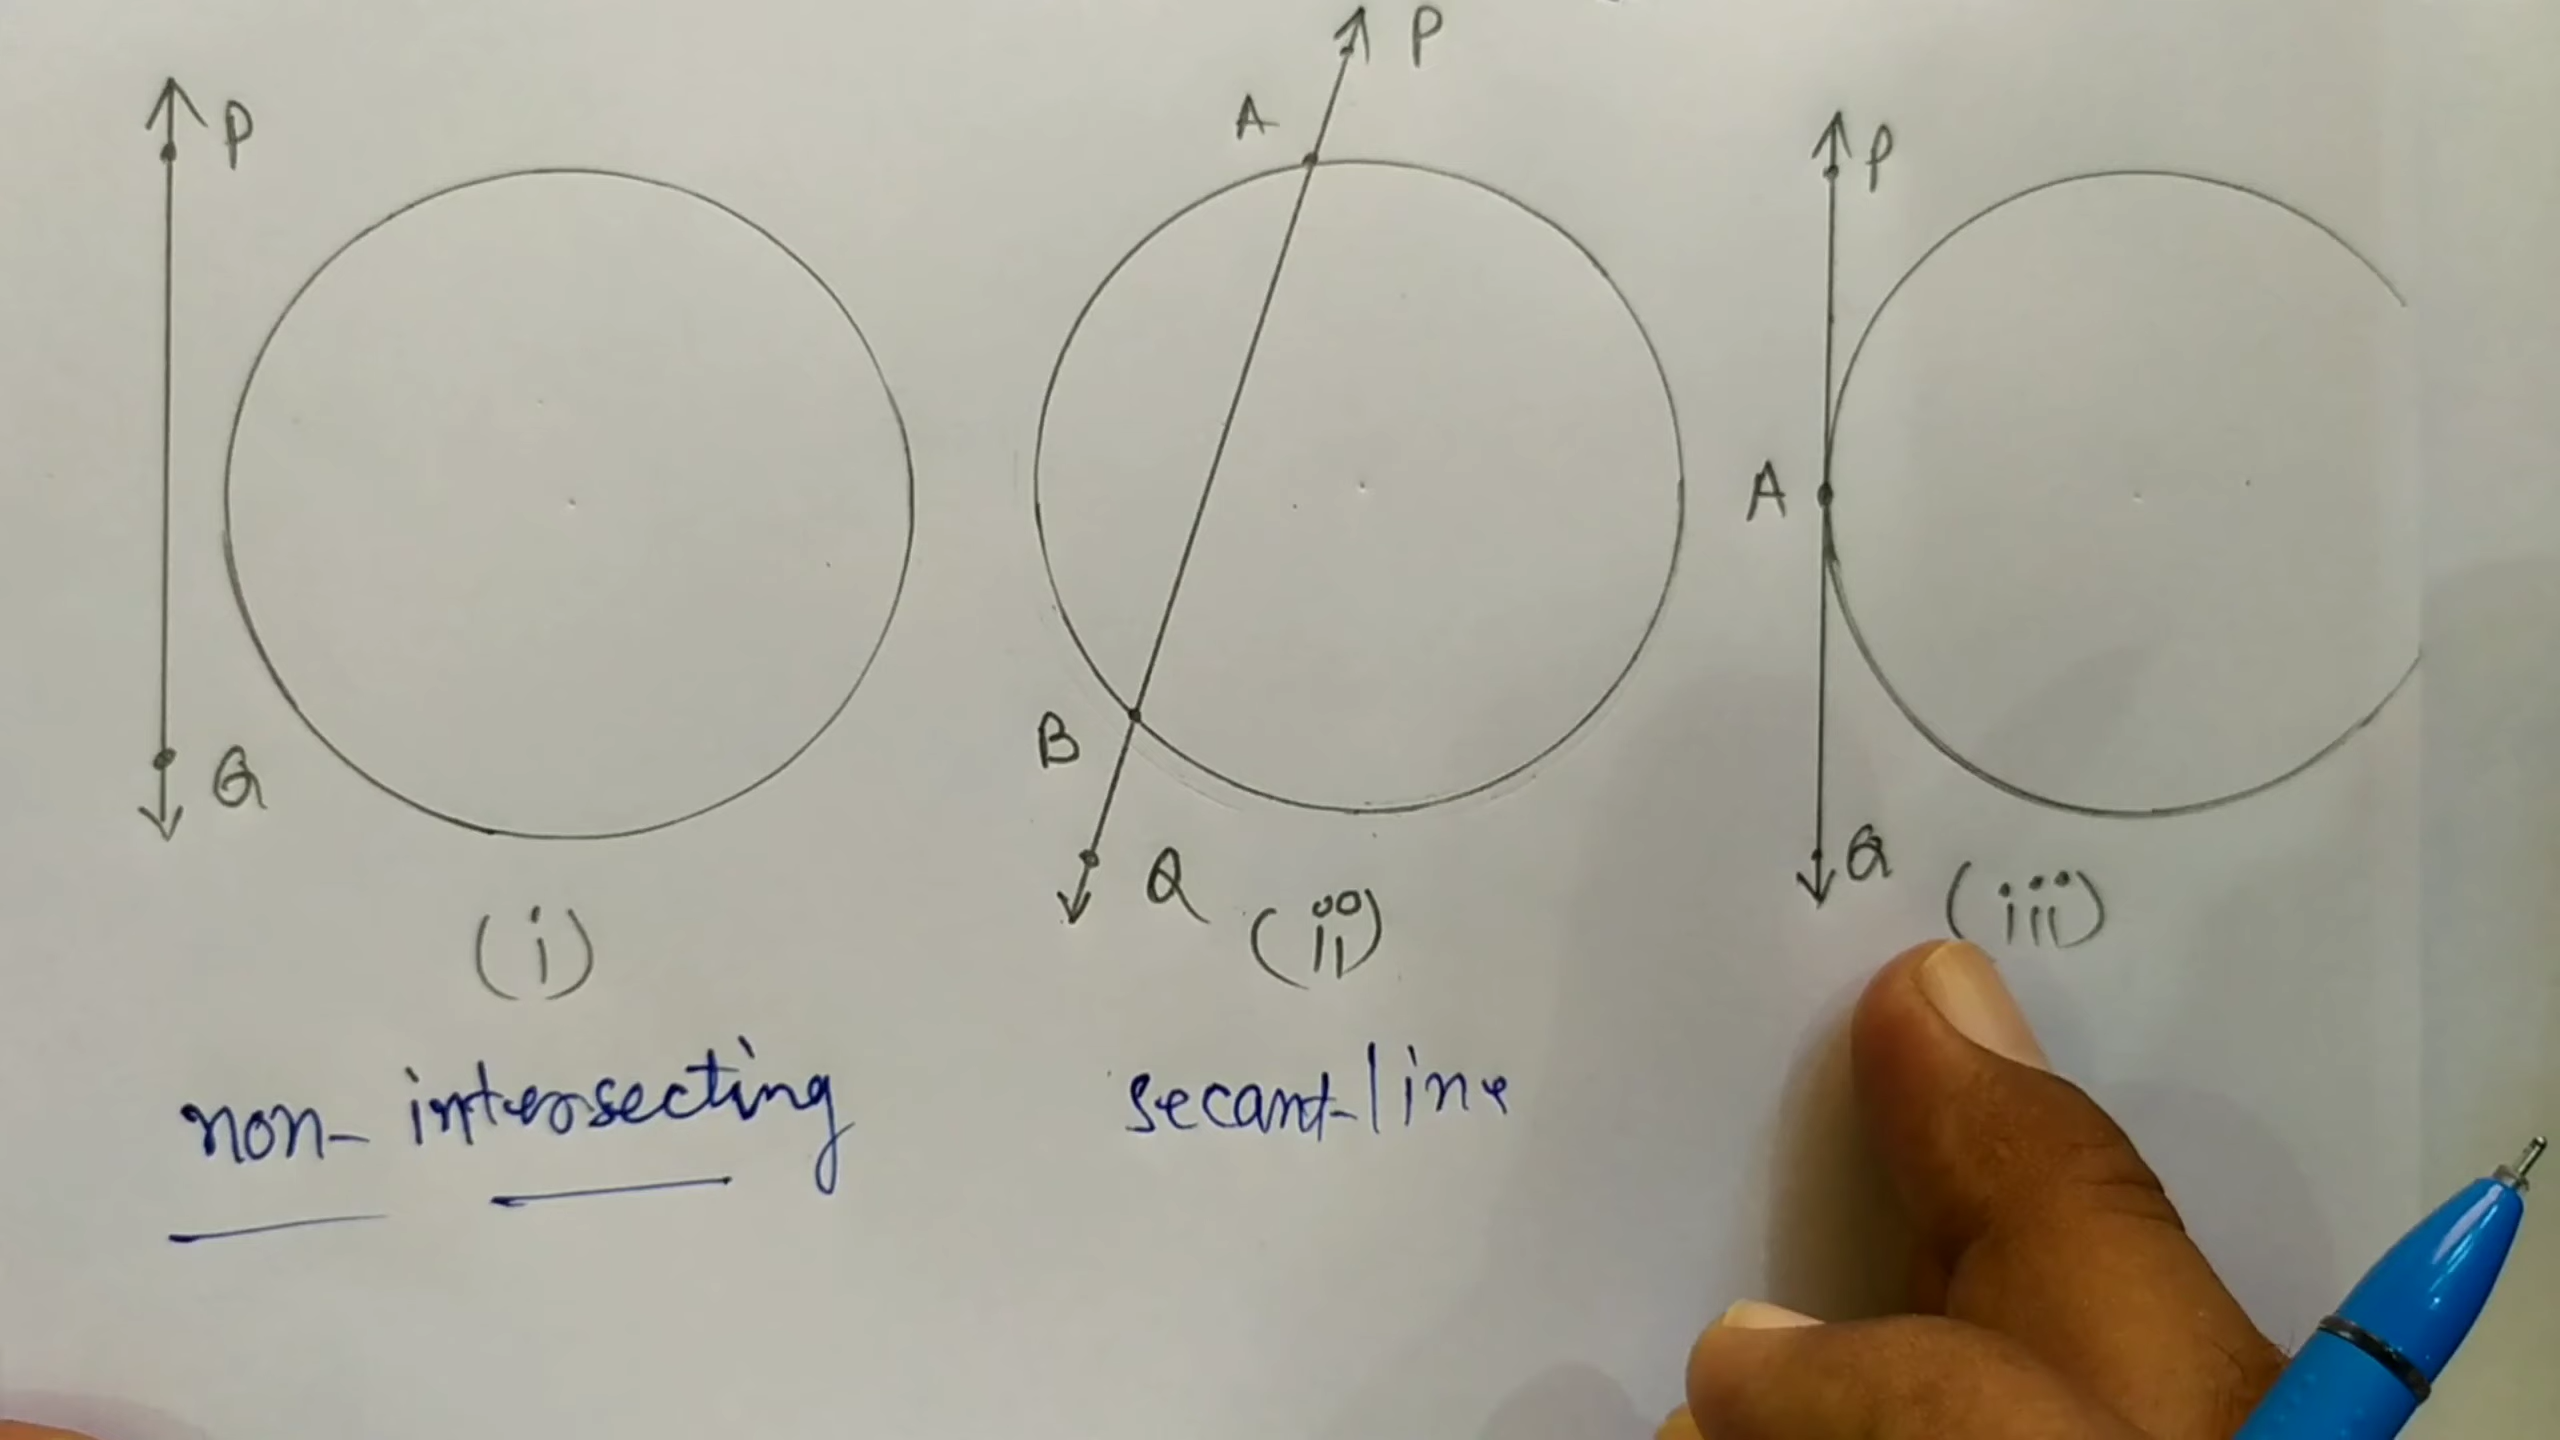 P
A
P
P
A
B
Q
Q
Q
(i)
(ii)
(iii)
non-intersecting
secant-line